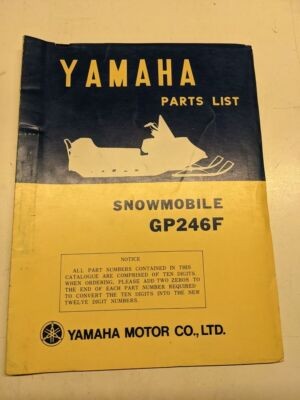 YAMAHA
PARTS LIST
SNOWMOBILE
GP246F
NOTICE
ALL PART NUMBERS CONTAINED IN THIS
CATALOGUE ARE COMPRISED OF TEN DIGITS.
WHEN ORDERING, PLEASE ADD TWO ZEROS TO
THE END OF EACH PART NUMBER REQUIRED
TO CONVERT THE TEN DIGITS INTO THE NEW
TWELVE DIGIT NUMBERS.
YAMAHA MOTOR CO., LTD.